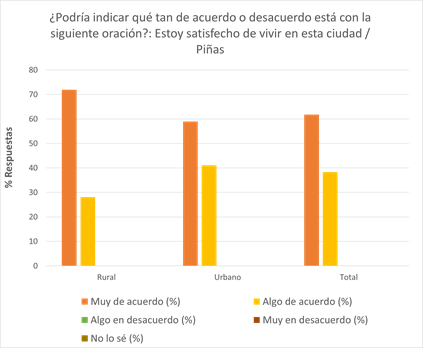 ¿Podría indicar qué tan de acuerdo o desacuerdo está con la
siguiente oración?: Estoy satisfecho de vivir en esta ciudad /
Piñas
% Respuestas
80
70
60
50
40
30
20
10
0
Rural Urbano Total
Muy de acuerdo (%) Algo de acuerdo (%)
Algo en desacuerdo (%) Muy en desacuerdo (%)
No lo sé (%)